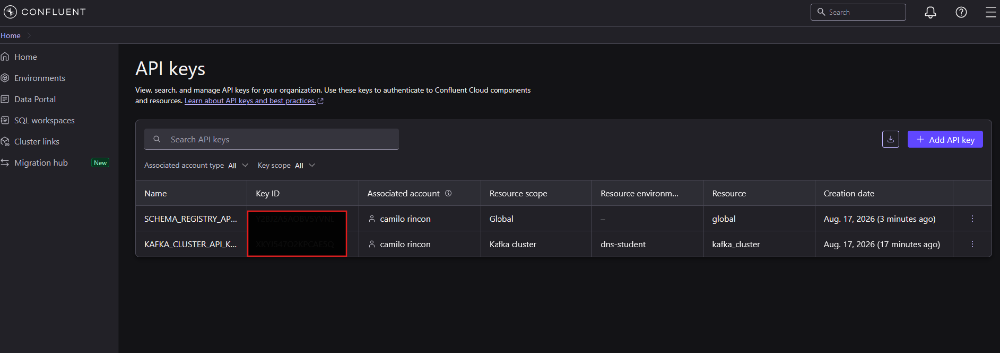 CONFLUENT
Search
Home
Home
Environments
Data Portal
SQL workspaces
Cluster links
Migration hub New
API keys
View, search, and manage API keys for your organization. Use these keys to authenticate to Confluent Cloud components
and resources. Learn about API keys and best practices.
Search API keys
+ Add API key
Associated account type All Key scope All
Name Key ID Associated account Resource scope Resource environm... Resource Creation date
SCHEMA_REGISTRY_AP... camilo rincon Global – global Aug. 17, 2026 (3 minutes ago)
KAFKA_CLUSTER_API_K... camilo rincon Kafka cluster dns-student kafka_cluster Aug. 17, 2026 (17 minutes ago)